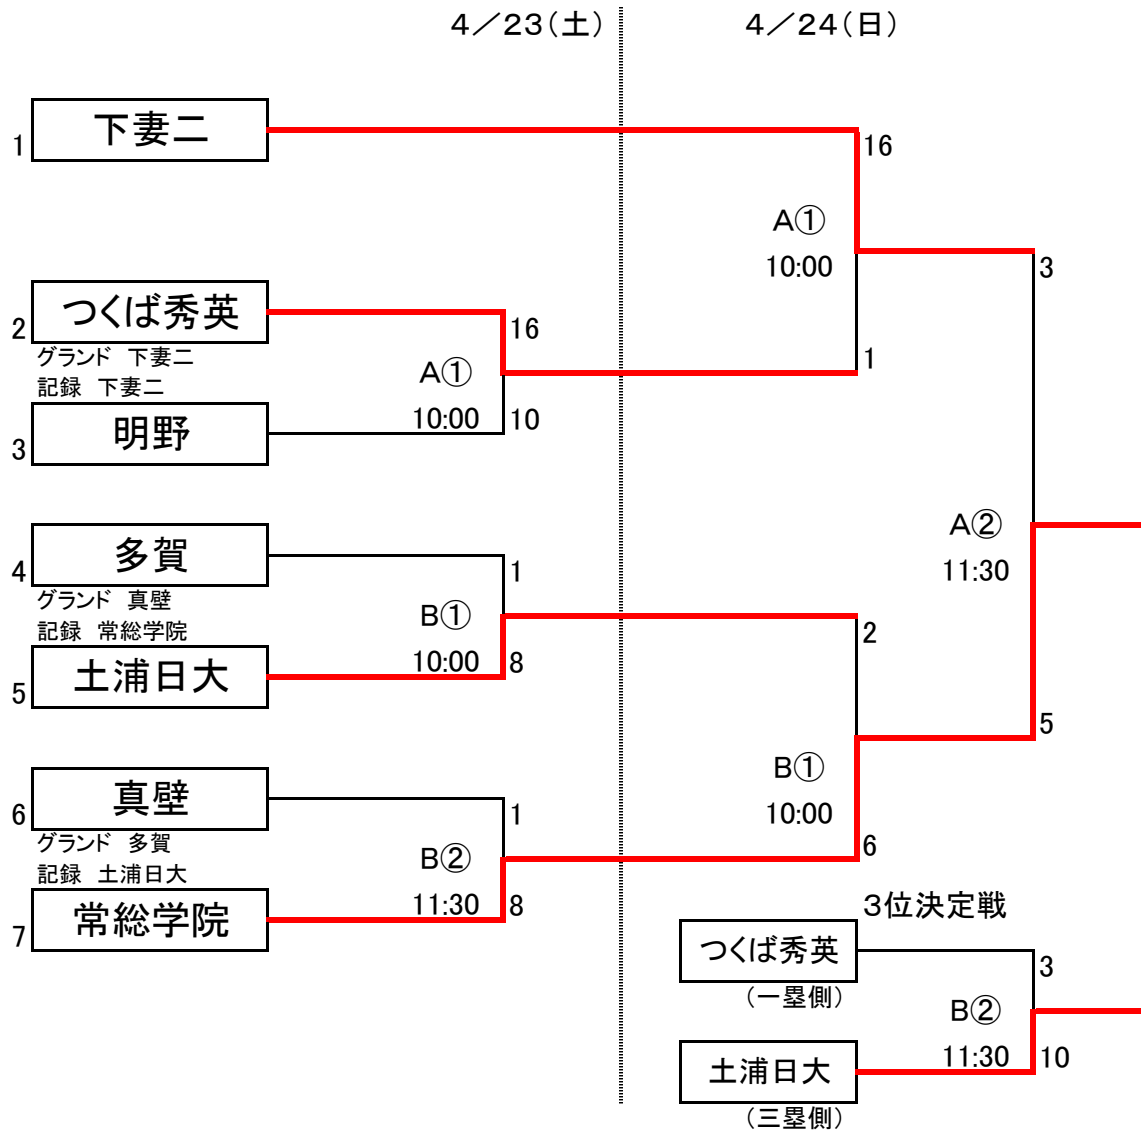 4／23（土）
4／24（日）
1
下妻二
16
A①
10:00
3
2
つくば秀英
16
グランド　下妻二
記録　下妻二
A①
10:00
10
1
3
明野
4
多賀
1
グランド　真壁
記録　常総学院
B①
10:00
8
2
5
土浦日大
A②
11:30
5
6
真壁
1
グランド　多賀
記録　土浦日大
B②
11:30
8
B①
10:00
6
7
常総学院
3位決定戦
つくば秀英
3
（一塁側）
B②
11:30
10
土浦日大
（三塁側）